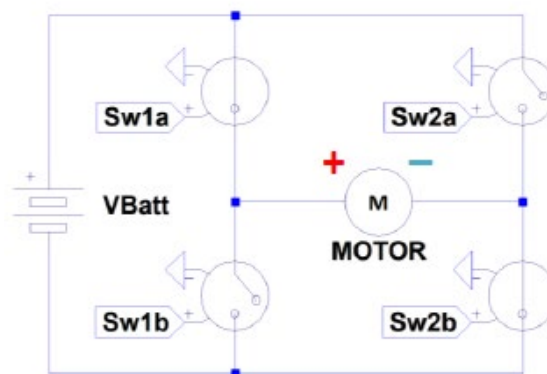 Sw1a
Sw2a
+ −
+
VBatt
M
MOTOR
Sw1b
Sw2b